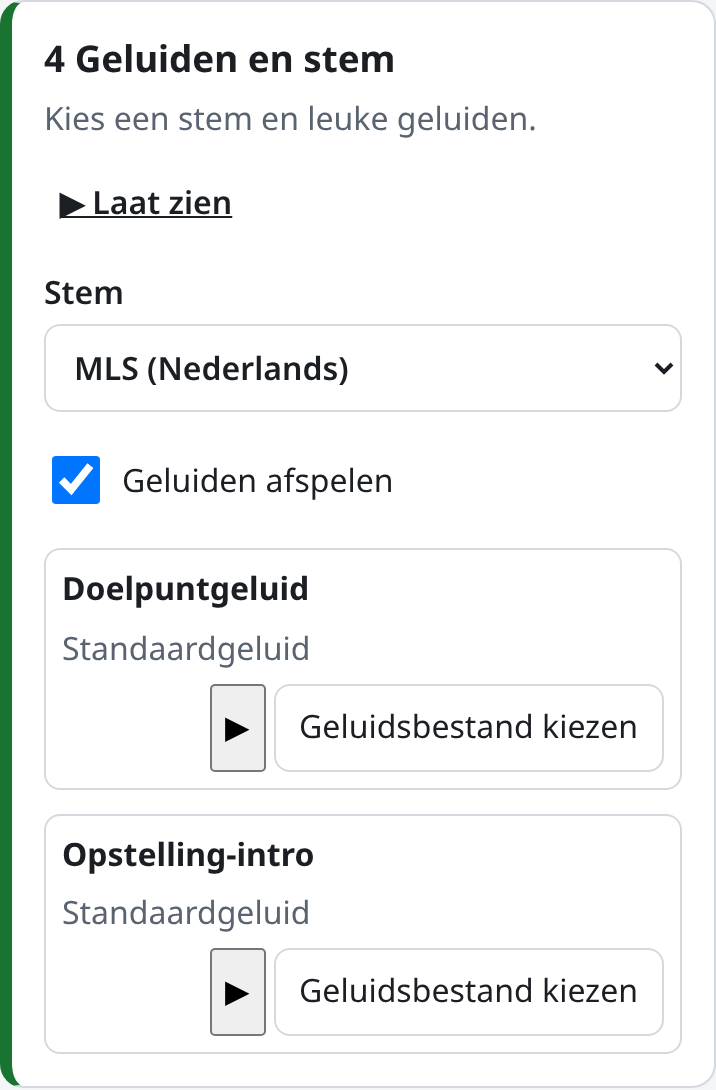 4 Geluiden en stem
Kies een stem en leuke geluiden.
▶ Laat zien
Stem
MLS (Nederlands)
Geluiden afspelen
Doelpuntgeluid
Standaardgeluid
▶ Geluidsbestand kiezen
Opstelling-intro
Standaardgeluid
▶ Geluidsbestand kiezen